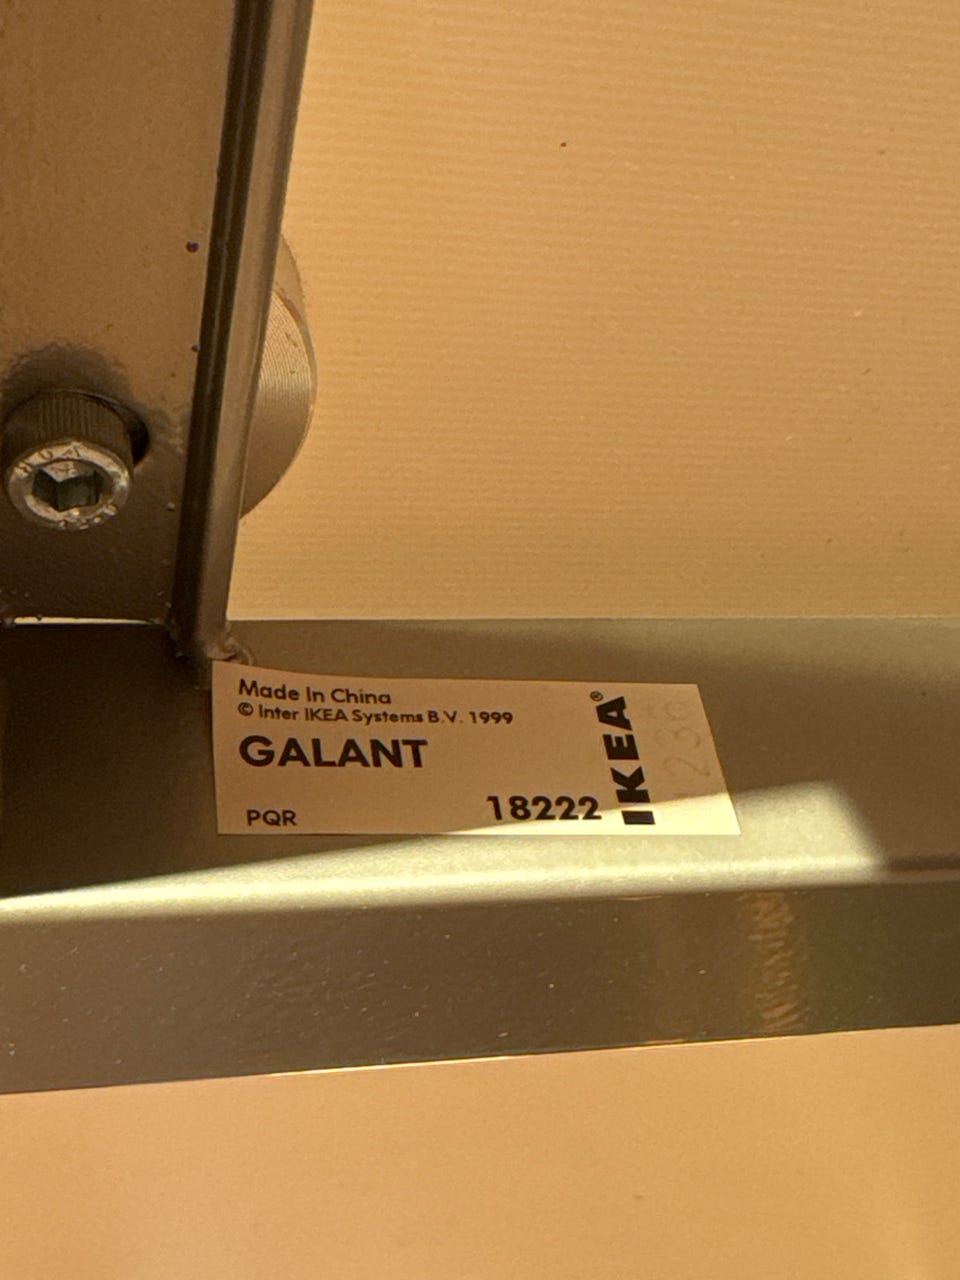 Made In China
© Inter IKEA Systems B.V. 1999
GALANT
PQR
18222
IKEA®